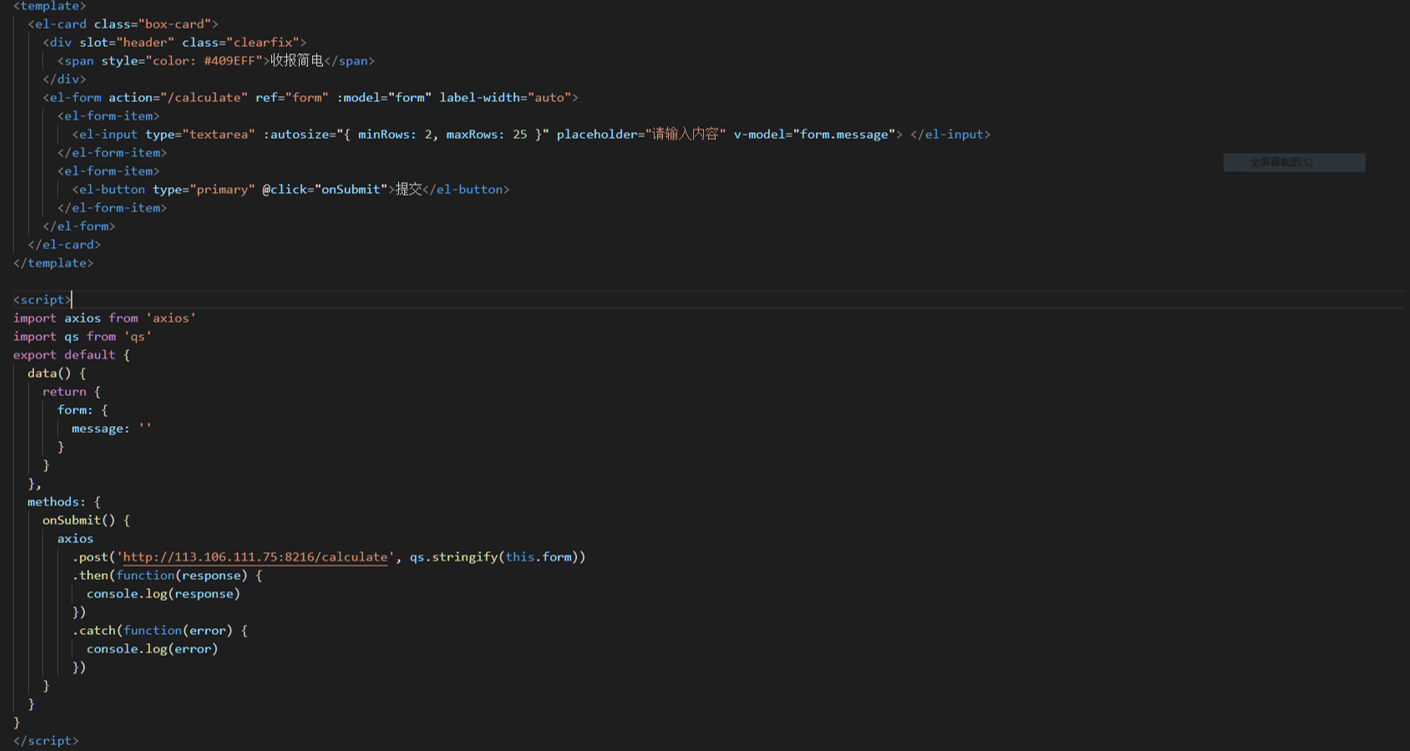 <template>
<el-card class="box-card">
<div slot="header" class="clearfix">
<span style="color: #409EFF">收报简电</span>
</div>
<el-form action="/calculate" ref="form" :model="form" label-width="auto">
<el-form-item>
<el-input type="textarea" :autosize="{ minRows: 2, maxRows: 25 }" placeholder="请输入内容" v-model="form.message"> </el-input>
</el-form-item>
全屏幕截图(S)
<el-form-item>
<el-button type="primary" @click="onSubmit">提交</el-button>
</el-form-item>
</el-form>
</el-card>
</template>
<script>
import axios from 'axios'
import qs from 'qs'
export default {
data() {
return {
form: {
message: ''
}
}
},
methods: {
onSubmit() {
axios
.post('http://113.106.111.75:8216/calculate', qs.stringify(this.form))
.then(function(response) {
console.log(response)
})
.catch(function(error) {
console.log(error)
})
}
}
}
</script>